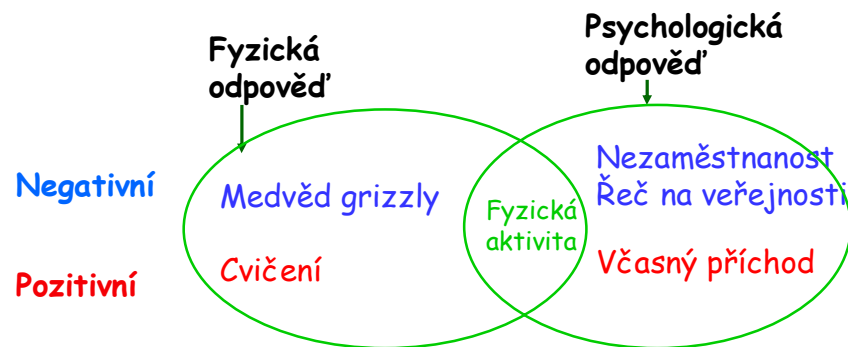 Fyzická
odpověď
Psychologická
odpověď
Negativní
Medvěd grizzly
Fyzická
aktivita
Nezaměstnanost
Řeč na veřejnosti
Pozitivní
Cvičení
Včasný příchod